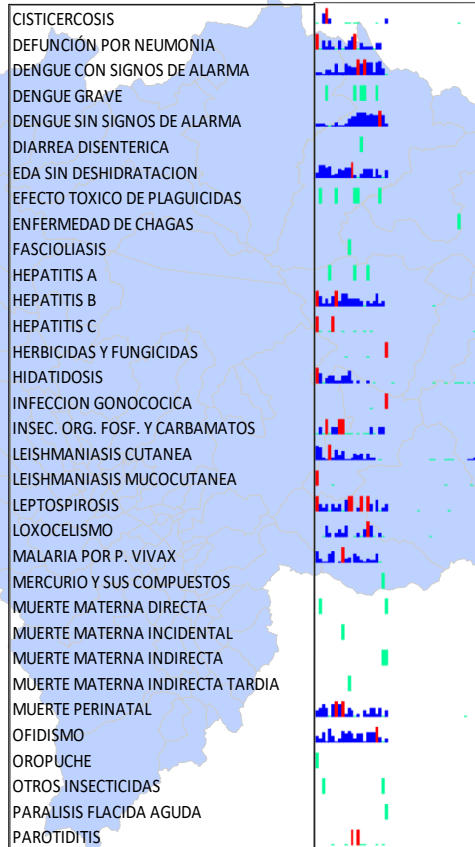 CISTICERCOSIS
DEFUNCIÓN POR NEUMONIA
DENGUE CON SIGNOS DE ALARMA
DENGUE GRAVE
DENGUE SIN SIGNOS DE ALARMA
DIARREA DISENTERICA
EDA SIN DESHIDRATACION
EFECTO TOXICO DE PLAGUICIDAS
ENFERMEDAD DE CHAGAS
FASCIOLIASIS
HEPATITIS A
HEPATITIS B
HEPATITIS C
HERBICIDAS Y FUNGICIDAS
HIDATIDOSIS
INFECCION GONOCOCICA
INSEC. ORG. FOSF. Y CARBAMATOS
LEISHMANIASIS CUTANEA
LEISHMANIASIS MUCOCUTANEA
LEPTOSPIROSIS
LOXOCELISMO
MALARIA POR P. VIVAX
MERCURIO Y SUS COMPUESTOS
MUERTE MATERNA DIRECTA
MUERTE MATERNA INCIDENTAL
MUERTE MATERNA INDIRECTA
MUERTE MATERNA INDIRECTA TARDIA
MUERTE PERINATAL
OFIDISMO
OROPUCHE
OTROS INSECTICIDAS
PARALISIS FLACIDA AGUDA
PAROTIDITIS